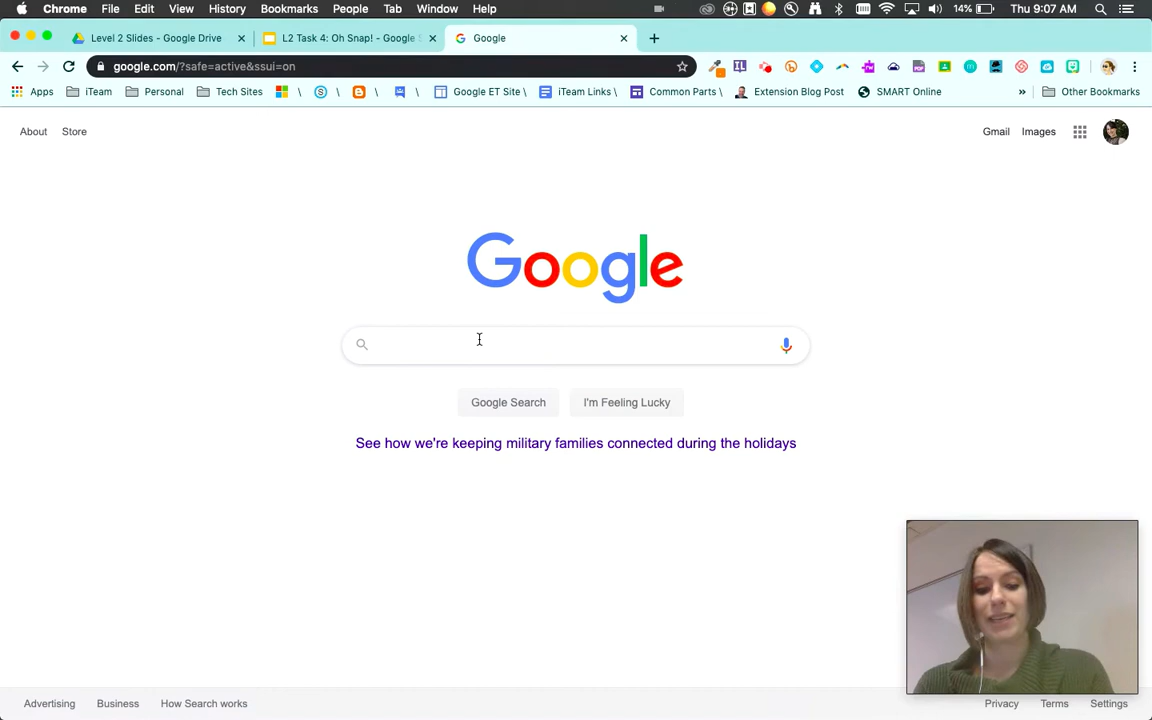 Chrome File Edit View History Bookmarks People Tab Window Help 14% Thu 9:07 AM
Level 2 Slides - Google Drive L2 Task 4: Oh Snap! - Google S Google
google.com/?safe=active&ssui=on
Apps iTeam Personal Tech Sites \ \ \ \ Google ET Site \ iTeam Links \ Common Parts \ Extension Blog Post SMART Online » Other Bookmarks
About Store Gmail Images
Google
Google Search I'm Feeling Lucky
See how we're keeping military families connected during the holidays
Advertising Business How Search works Privacy Terms Settings